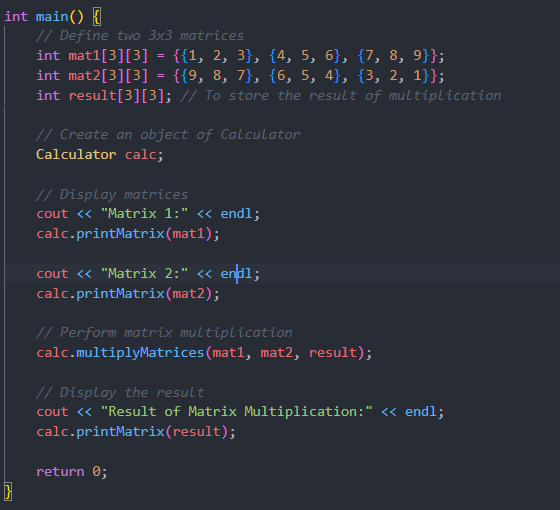 int main() {
    // Define two 3x3 matrices
    int mat1[3][3] = {{1, 2, 3}, {4, 5, 6}, {7, 8, 9}};
    int mat2[3][3] = {{9, 8, 7}, {6, 5, 4}, {3, 2, 1}};
    int result[3][3]; // To store the result of multiplication

    // Create an object of Calculator
    Calculator calc;

    // Display matrices
    cout << "Matrix 1:" << endl;
    calc.printMatrix(mat1);

    cout << "Matrix 2:" << endl;
    calc.printMatrix(mat2);

    // Perform matrix multiplication
    calc.multiplyMatrices(mat1, mat2, result);

    // Display the result
    cout << "Result of Matrix Multiplication:" << endl;
    calc.printMatrix(result);

    return 0;
}